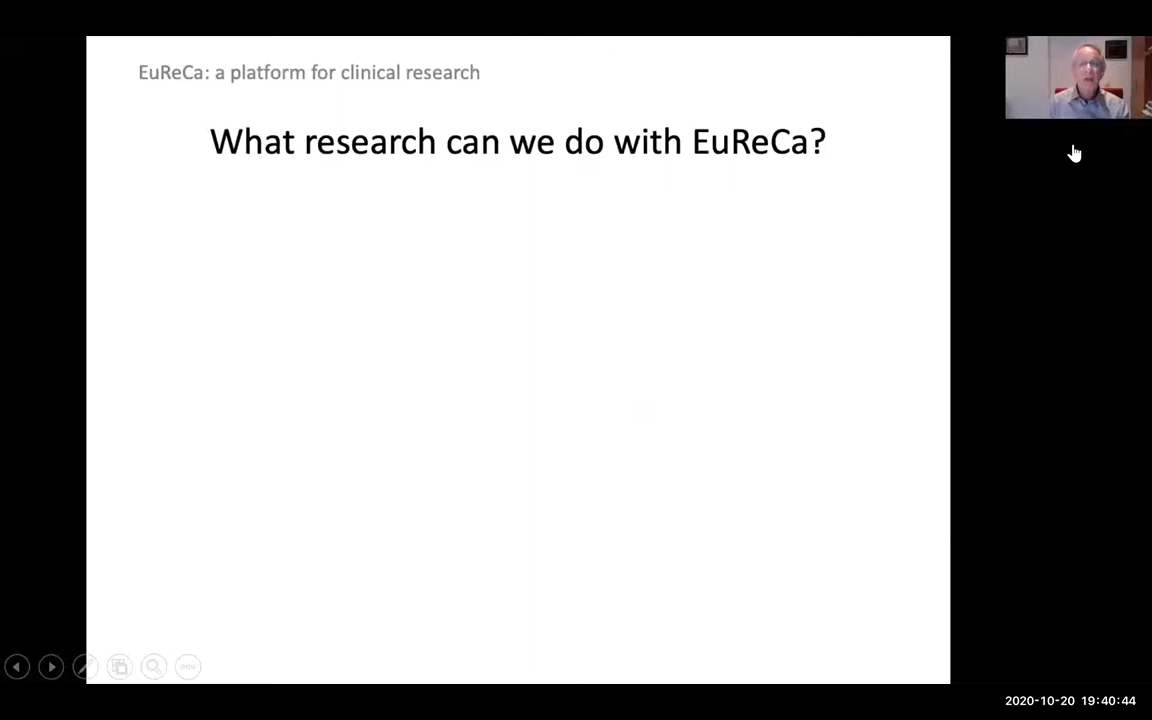 EuReCa: a platform for clinical research
What research can we do with EuReCa?
2020-10-20 19:40:44